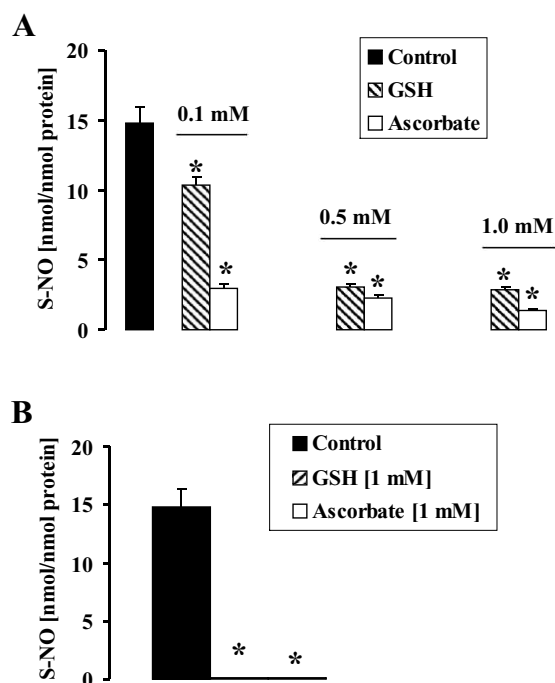 A
S-NO [nmol/nmol protein]
20
15
10
5
0
Control
GSH
Ascorbate
0.1 mM
*
*
0.5 mM
*
*
1.0 mM
*
*
B
S-NO [nmol/nmol protein]
20
15
10
5
0
Control
GSH [1 mM]
Ascorbate [1 mM]
*
*